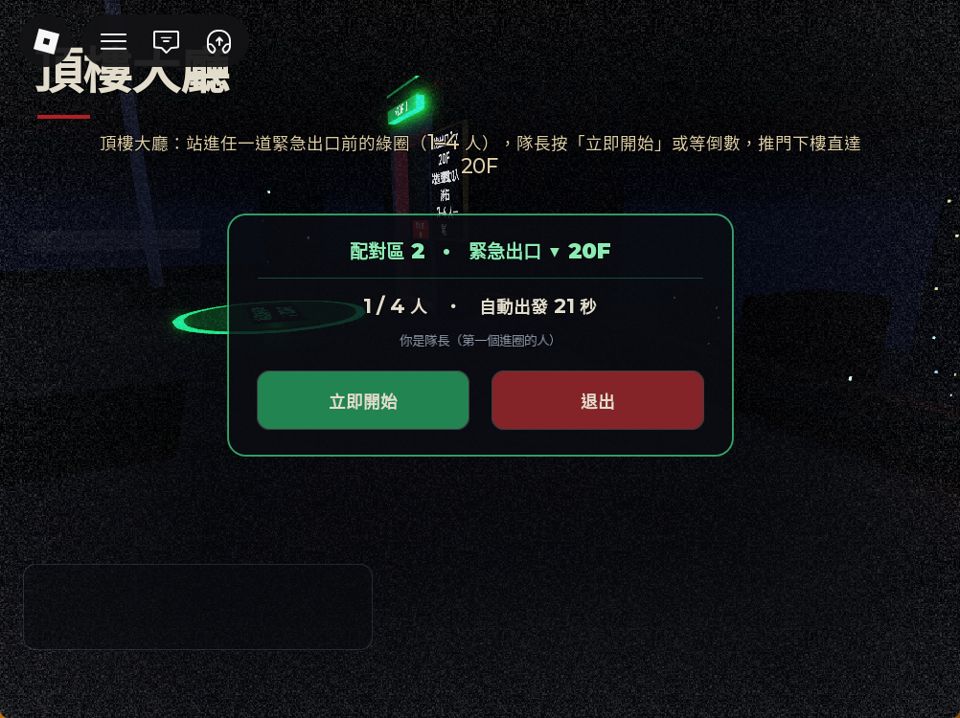 頂樓大廳
頂樓大廳：站進任一道緊急出口前的綠圈（1–4 人），隊長按「立即開始」或等倒數，推門下樓直達
20F
20F
配對區 2 • 緊急出口 ▼ 20F
1 / 4 人 • 自動出發 21 秒
你是隊長（第一個進圈的人）
立即開始
退出